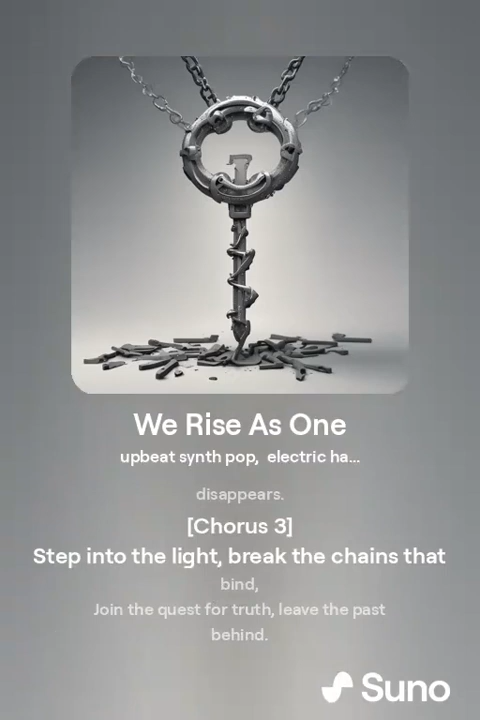 We Rise As One
upbeat synth pop,  electric ha...
disappears.
[Chorus 3]
Step into the light, break the chains that
bind,
Join the quest for truth, leave the past
behind.
Suno